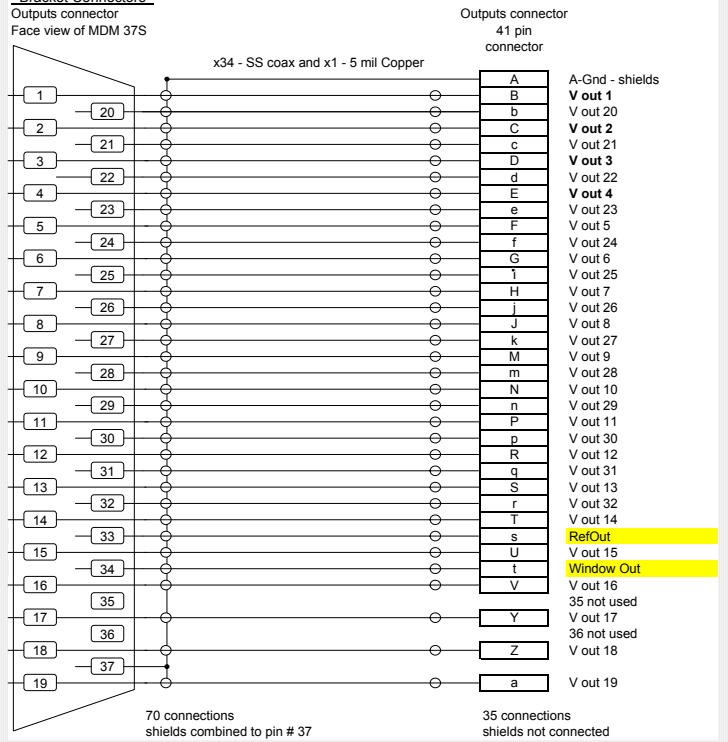 Bracket Connectors
Outputs connector
Face view of MDM 37S
Outputs connector
41 pin
connector
x34 - SS coax and x1 - 5 mil Copper
A A-Gnd - shields
1 B V out 1
20 b V out 20
2 C V out 2
21 c V out 21
3 D V out 3
22 d V out 22
4 E V out 4
23 e V out 23
5 F V out 5
24 f V out 24
6 G V out 6
25 i V out 25
7 H V out 7
26 j V out 26
8 J V out 8
27 k V out 27
9 M V out 9
28 m V out 28
10 N V out 10
29 n V out 29
11 P V out 11
30 p V out 30
12 R V out 12
31 q V out 31
13 S V out 13
32 r V out 32
14 T V out 14
33 s RefOut
15 U V out 15
34 t Window Out
16 V V out 16
35 35 not used
17 Y V out 17
36 36 not used
18 Z V out 18
37
19 a V out 19
70 connections
shields combined to pin # 37
35 connections
shields not connected